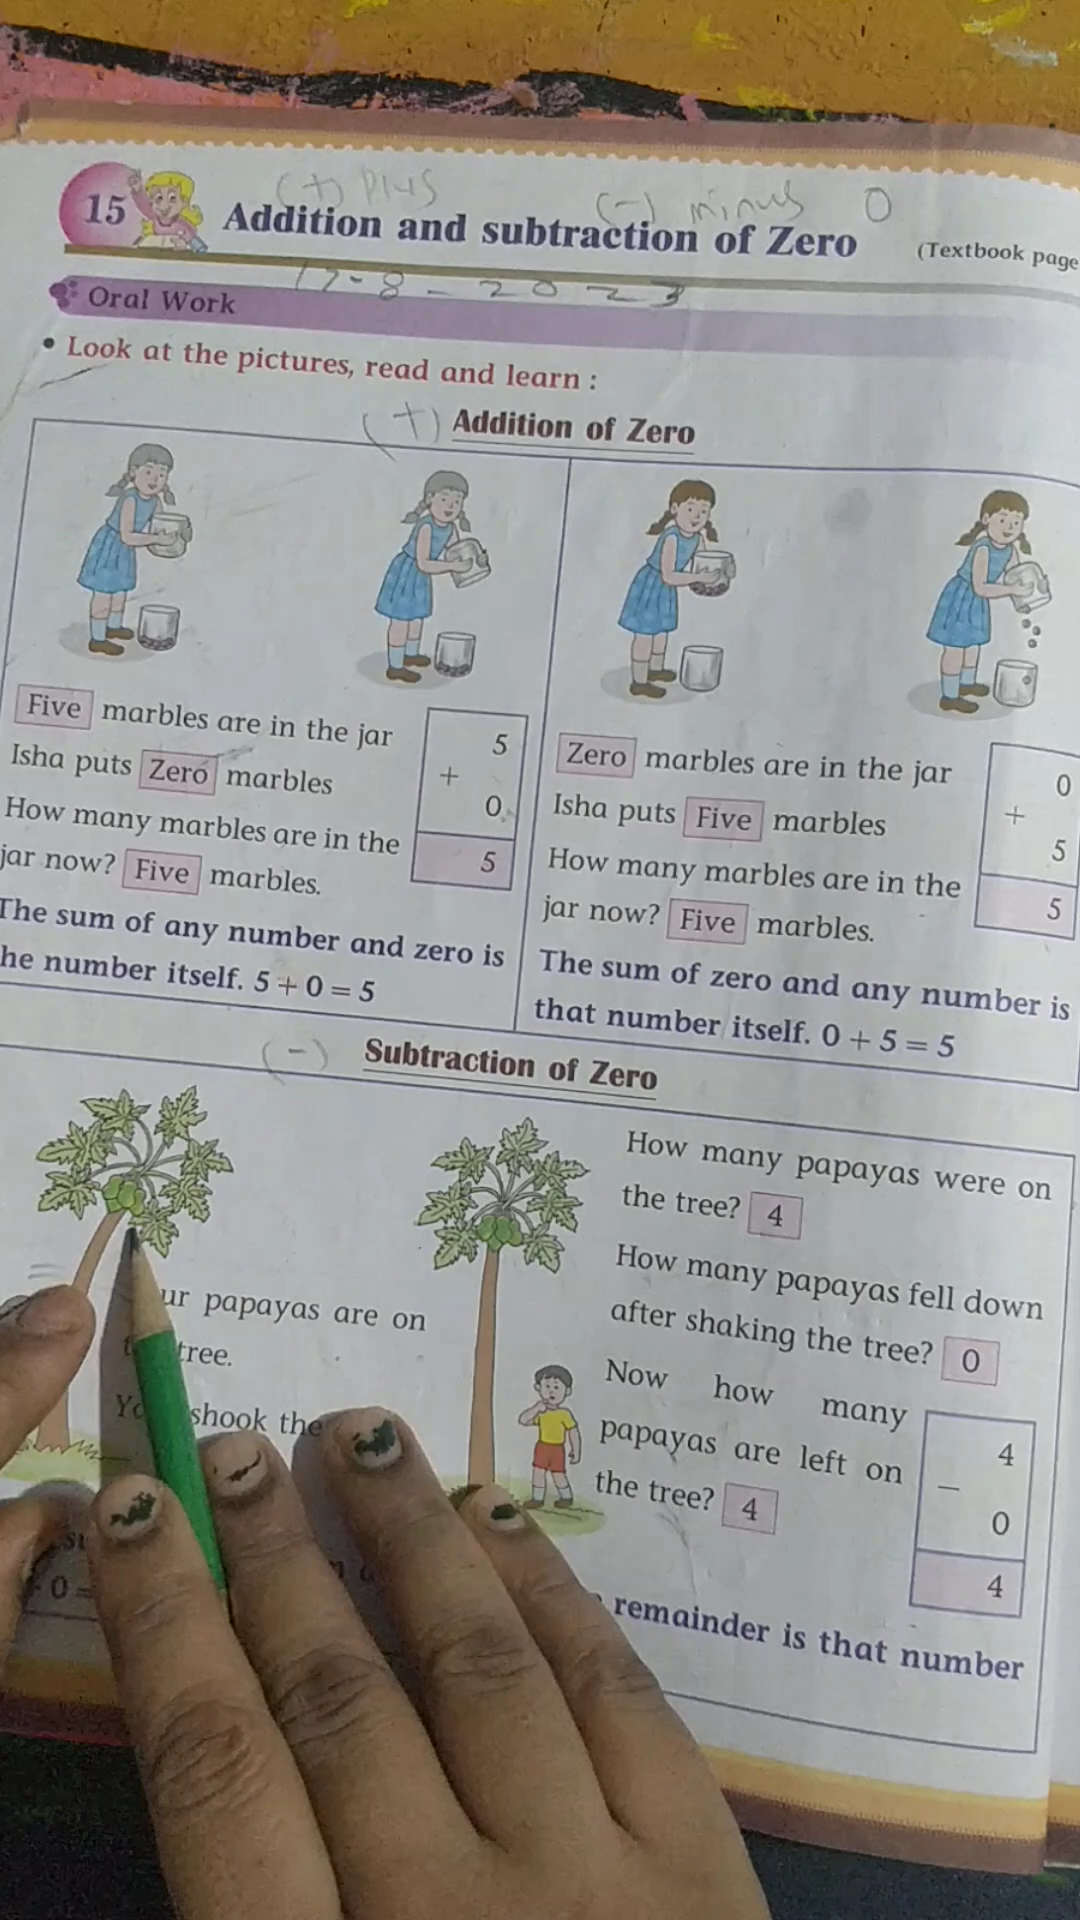 (+) plus (-) minus 0
15 Addition and subtraction of Zero (Textbook page
17-8-2023
Oral Work
• Look at the pictures, read and learn :
(+) Addition of Zero
Five marbles are in the jar
Isha puts Zero marbles
How many marbles are in the
jar now? Five marbles.
5
+
0
5
The sum of any number and zero is
he number itself. 5 + 0 = 5
Zero marbles are in the jar
Isha puts Five marbles
How many marbles are in the
jar now? Five marbles.
0
+
5
5
The sum of zero and any number is
that number itself. 0 + 5 = 5
(-) Subtraction of Zero
ur papayas are on
tree.
shook the
How many papayas were on
the tree? 4
How many papayas fell down
after shaking the tree? 0
Now how many
papayas are left on
the tree? 4
4
–
0
4
remainder is that number
0 =